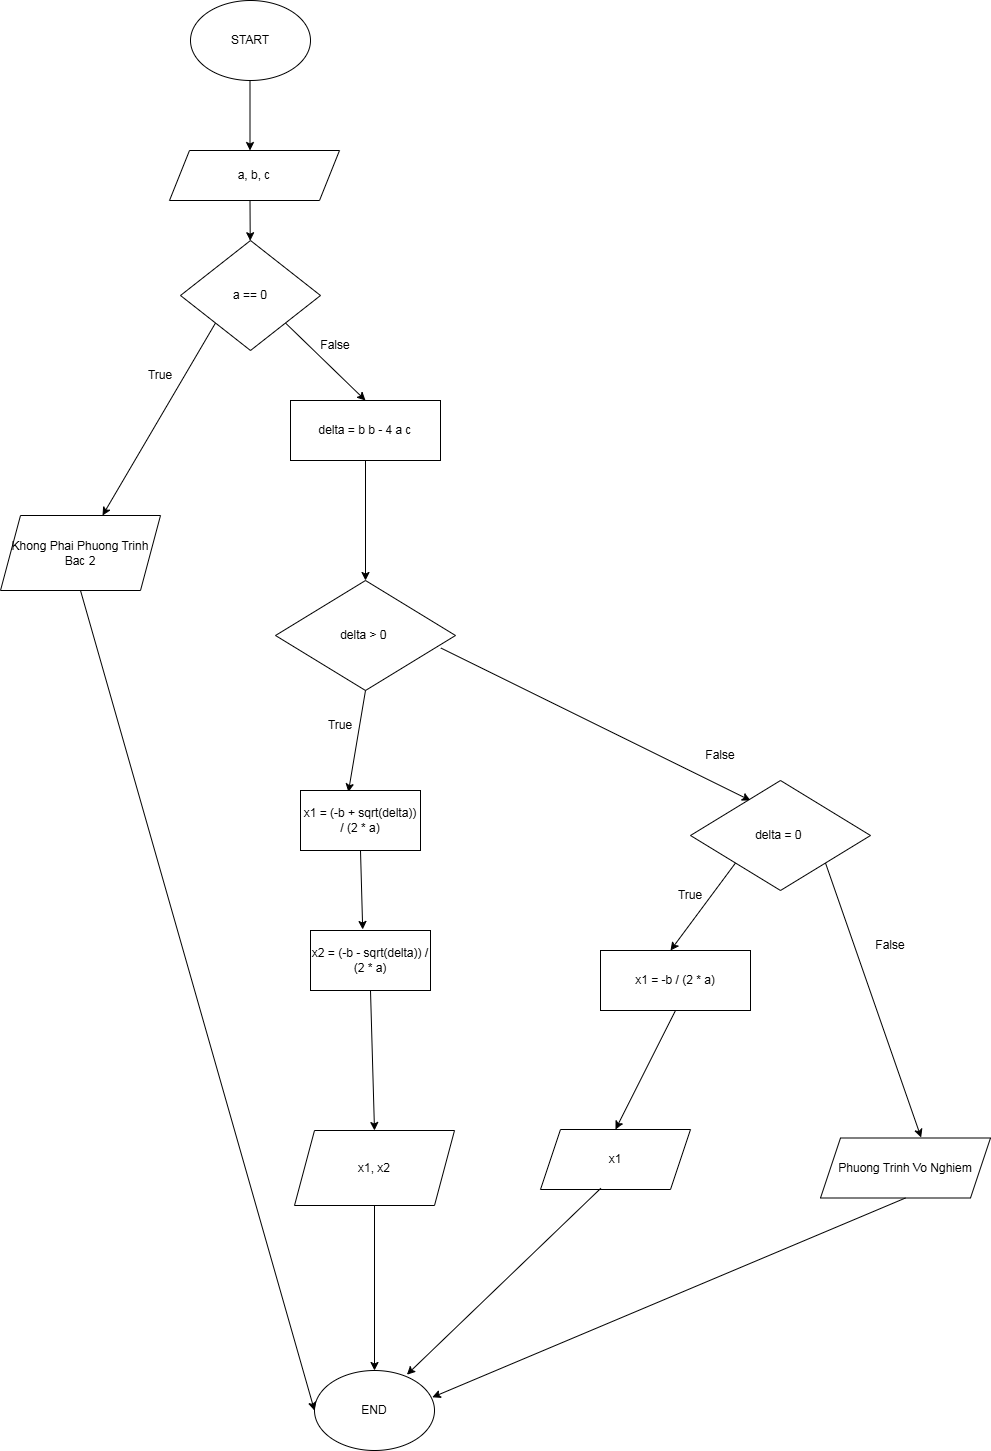 START
a, b, c
a == 0
True
False
delta = b b - 4 a c
Khong Phai Phuong Trinh
Bac 2
delta > 0
True
False
x1 = (-b + sqrt(delta))
/ (2 * a)
delta = 0
True
False
x2 = (-b - sqrt(delta)) /
(2 * a)
x1 = -b / (2 * a)
x1, x2
x1
Phuong Trinh Vo Nghiem
END